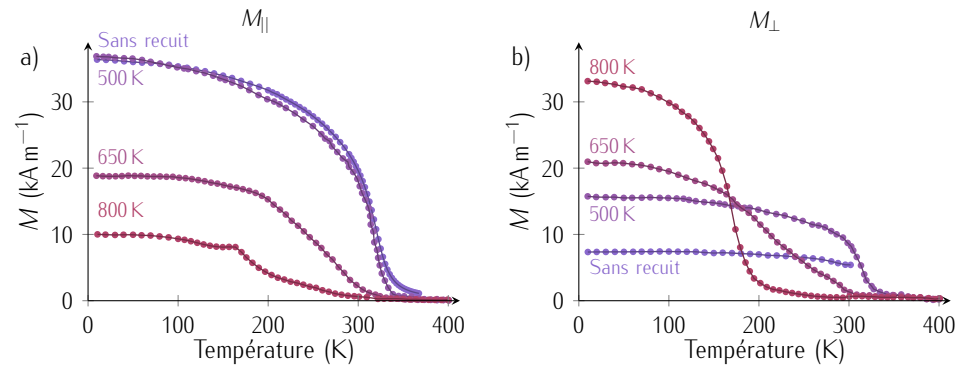 M||
a)
Sans recuit
500 K
650 K
800 K
M (kA m−1)
30
20
10
0
0 100 200 300 400
Température (K)
M⊥
b)
800 K
650 K
500 K
Sans recuit
M (kA m−1)
30
20
10
0
0 100 200 300 400
Température (K)